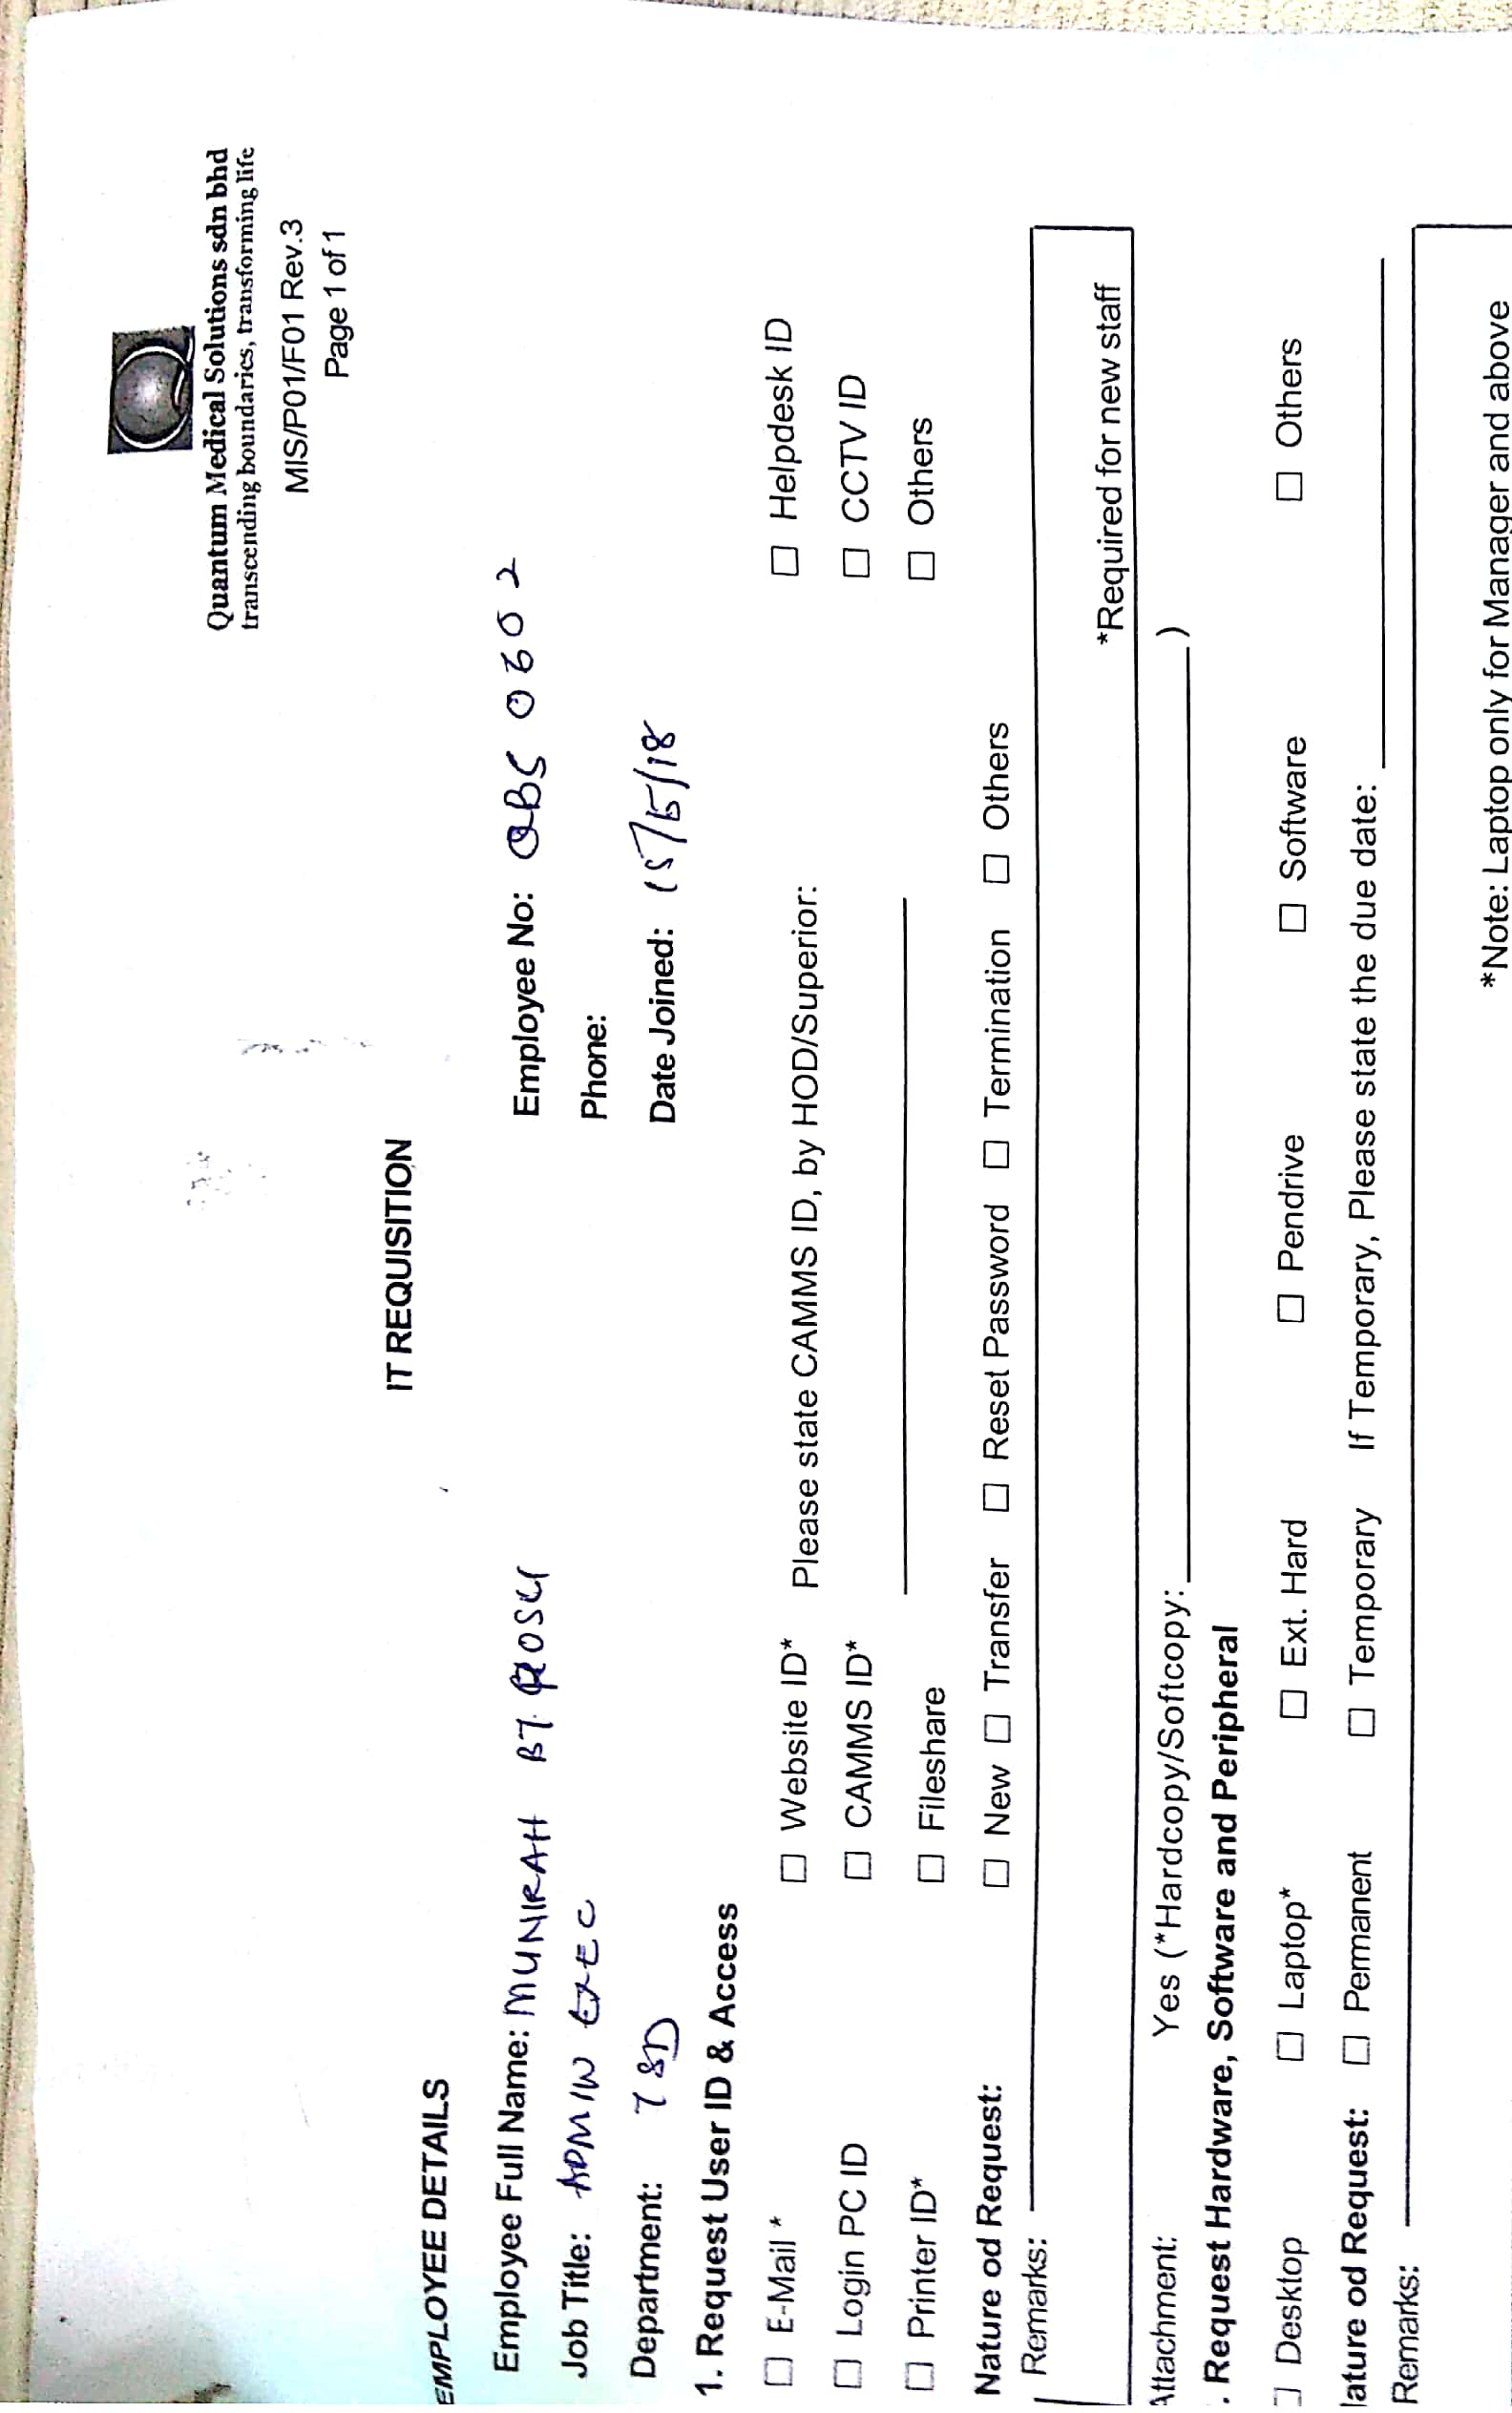 Quantum Medical Solutions sdn bhd
transcending boundaries, transforming life
MIS/P01/F01 Rev.3
Page 1 of 1
IT REQUISITION
EMPLOYEE DETAILS
Employee Full Name: MUNIRAH BT ROSLI Employee No: QBS 0602
Job Title: ADMIN EXEC Phone:
Department: TSD Date Joined: 15/5/18
1. Request User ID & Access
☐ E-Mail * ☐ Website ID* Please state CAMMS ID, by HOD/Superior: ☐ Helpdesk ID
☐ Login PC ID ☐ CAMMS ID* ☐ CCTV ID
☐ Printer ID* ☐ Fileshare ☐ Others
Nature od Request: ☐ New ☐ Transfer ☐ Reset Password ☐ Termination ☐ Others
Remarks:
*Required for new staff
Attachment: Yes (*Hardcopy/Softcopy: )
. Request Hardware, Software and Peripheral
☐ Desktop ☐ Laptop* ☐ Ext. Hard ☐ Pendrive ☐ Software ☐ Others
ature od Request: ☐ Permanent ☐ Temporary If Temporary, Please state the due date:
Remarks:
*Note: Laptop only for Manager and above